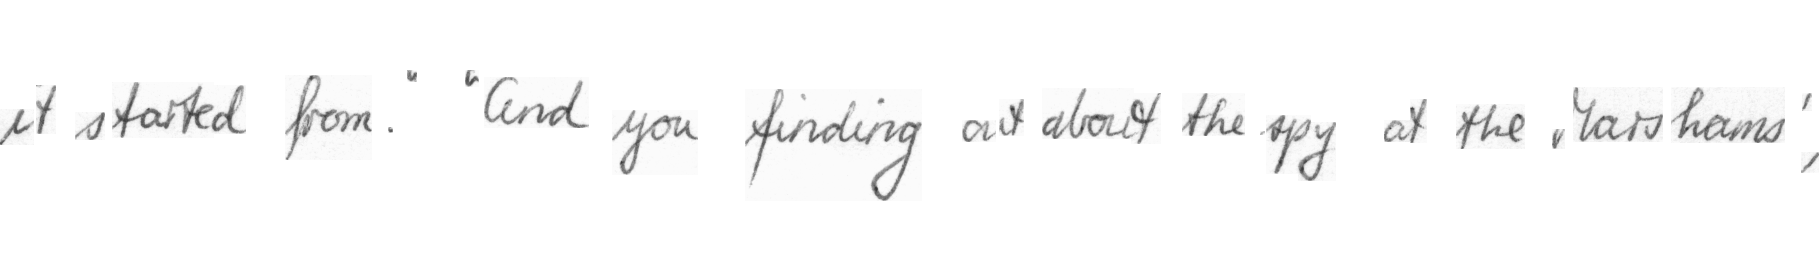 it started from." "And you finding out about the spy at the Marshams',